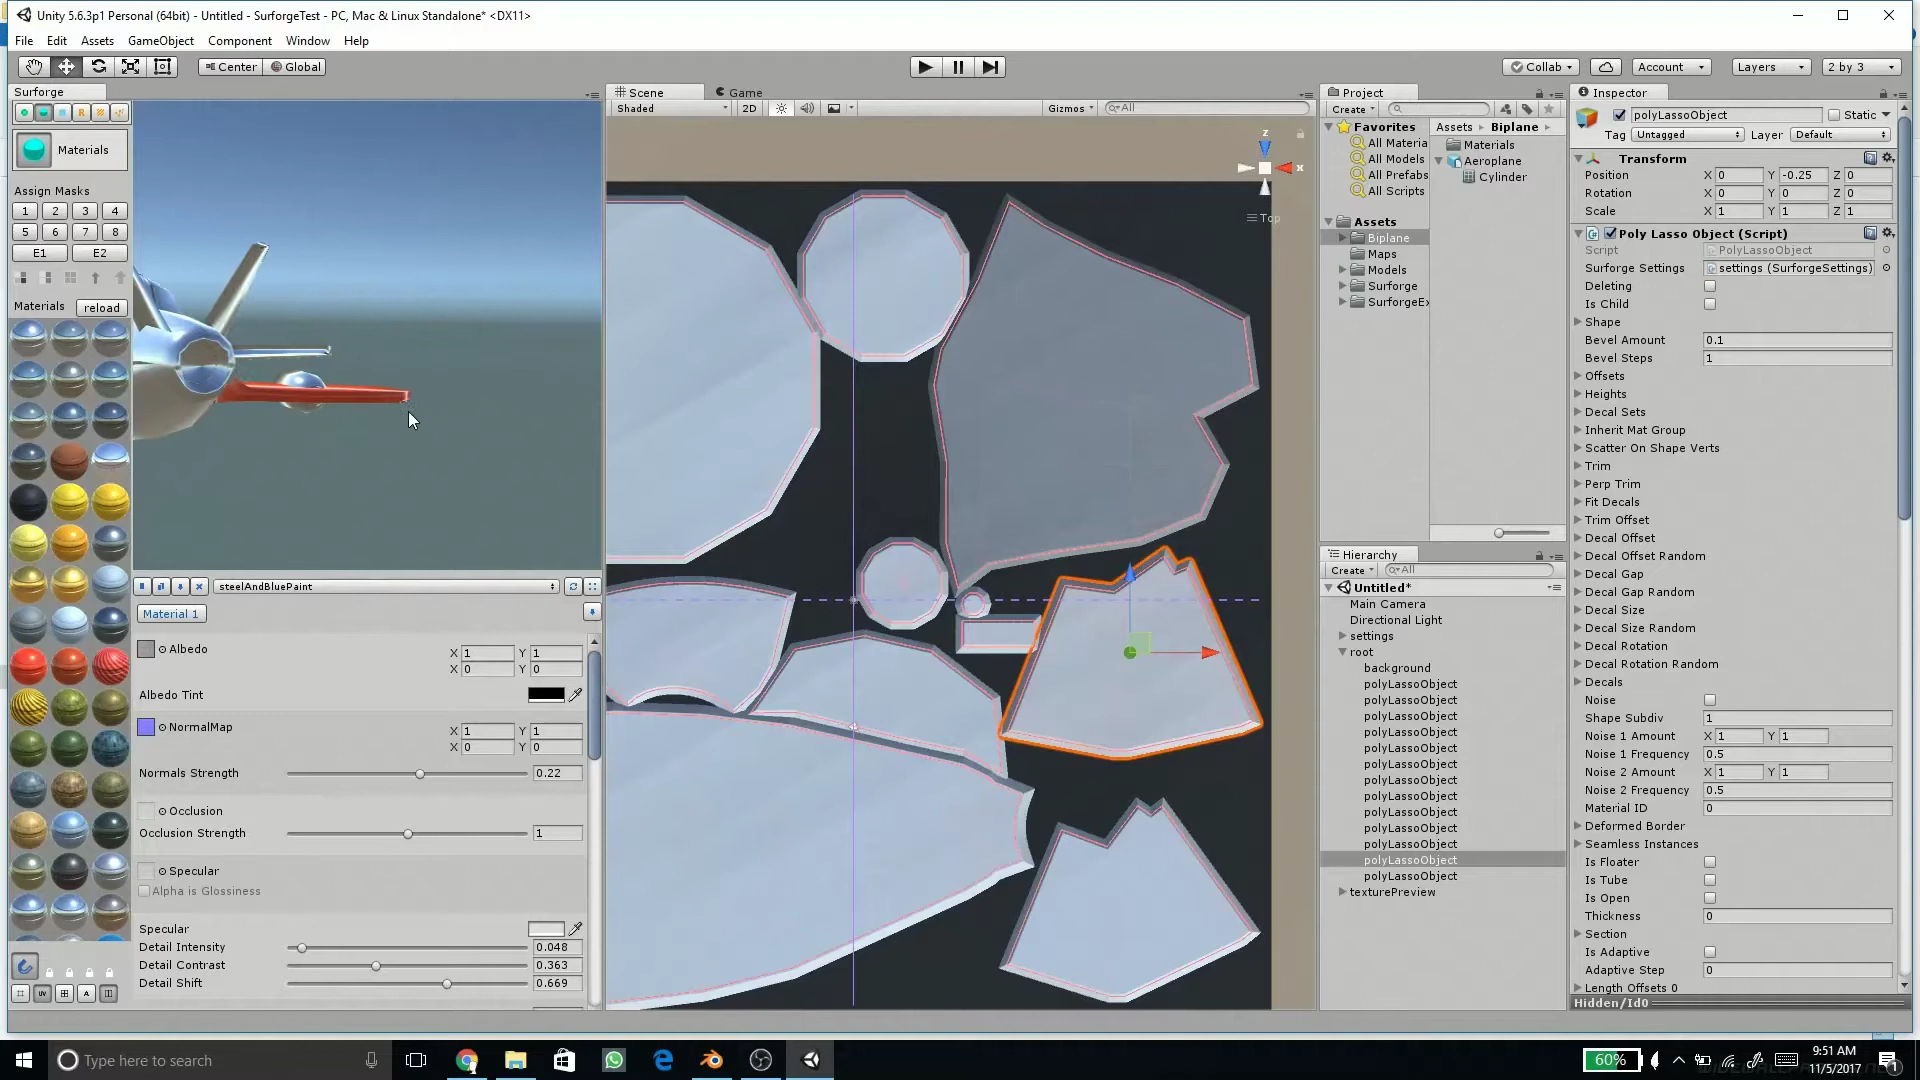 Unity 5.6.3p1 Personal (64bit) - Untitled - SurforgeTest - PC, Mac & Linux Standalone* <DX11>
File Edit Assets GameObject Component Window Help
Center Global
Collab Account Layers 2 by 3
Surforge
Materials
Assign Masks
1 2 3 4
5 6 7 8
E1 E2
Materials reload
steelAndBluePaint
Material 1
Albedo X 1 Y 1
X 0 Y 0
Albedo Tint
NormalMap X 1 Y 1
X 0 Y 0
Normals Strength 0.22
Occlusion
Occlusion Strength 1
Specular
Alpha is Glossiness
Specular
Detail Intensity 0.048
Detail Contrast 0.363
Detail Shift 0.669
UV A
Scene Game
Shaded 2D Gizmos All
z
x
Top
Project
Create
Favorites
All Materia
All Models
All Prefabs
All Scripts
Assets
Biplane
Maps
Models
Surforge
SurforgeEx
Assets Biplane
Materials
Aeroplane
Cylinder
Hierarchy
Create All
Untitled*
Main Camera
Directional Light
settings
root
background
polyLassoObject
polyLassoObject
polyLassoObject
polyLassoObject
polyLassoObject
polyLassoObject
polyLassoObject
polyLassoObject
polyLassoObject
polyLassoObject
polyLassoObject
polyLassoObject
polyLassoObject
texturePreview
Inspector
polyLassoObject Static
Tag Untagged Layer Default
Transform
Position X 0 Y -0.25 Z 0
Rotation X 0 Y 0 Z 0
Scale X 1 Y 1 Z 1
Poly Lasso Object (Script)
Script PolyLassoObject
Surforge Settings settings (SurforgeSettings)
Deleting
Is Child
Shape
Bevel Amount 0.1
Bevel Steps 1
Offsets
Heights
Decal Sets
Inherit Mat Group
Scatter On Shape Verts
Trim
Perp Trim
Fit Decals
Trim Offset
Decal Offset
Decal Offset Random
Decal Gap
Decal Gap Random
Decal Size
Decal Size Random
Decal Rotation
Decal Rotation Random
Decals
Noise
Shape Subdiv 1
Noise 1 Amount X 1 Y 1
Noise 1 Frequency 0.5
Noise 2 Amount X 1 Y 1
Noise 2 Frequency 0.5
Material ID 0
Deformed Border
Seamless Instances
Is Floater
Is Tube
Is Open
Thickness 0
Section
Is Adaptive
Adaptive Step 0
Length Offsets 0
Hidden/Id0
Type here to search
60%
9:51 AM
11/5/2017
1